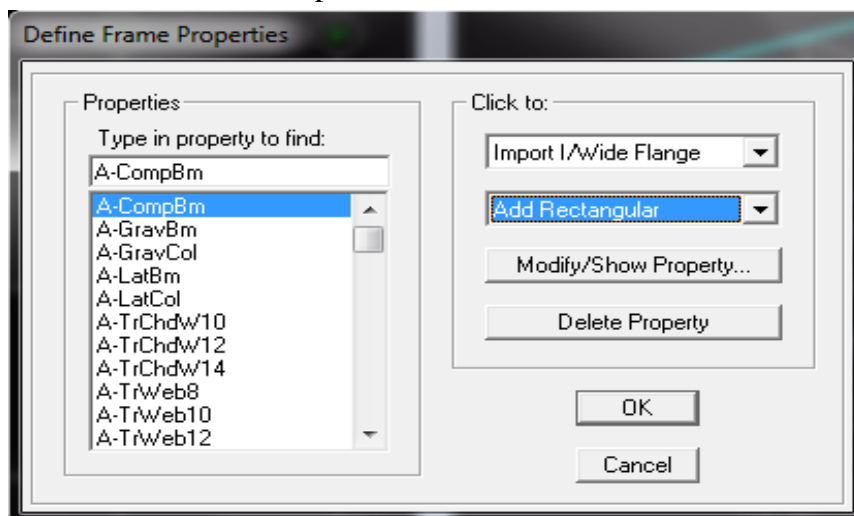 Define Frame Properties
Properties
Type in property to find:
A-CompBm
A-CompBm
A-GravBm
A-GravCol
A-LatBm
A-LatCol
A-TrChdW10
A-TrChdW12
A-TrChdW14
A-TrWeb8
A-TrWeb10
A-TrWeb12
Click to:
Import I/Wide Flange
Add Rectangular
Modify/Show Property...
Delete Property
OK
Cancel